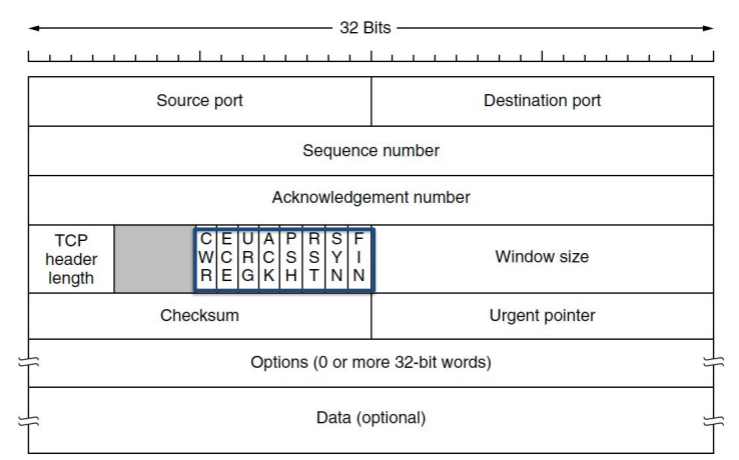 32 Bits
Source port Destination port
Sequence number
Acknowledgement number
TCP header length CWR ECE URG ACK PSH RST SYN FIN Window size
Checksum Urgent pointer
Options (0 or more 32-bit words)
Data (optional)